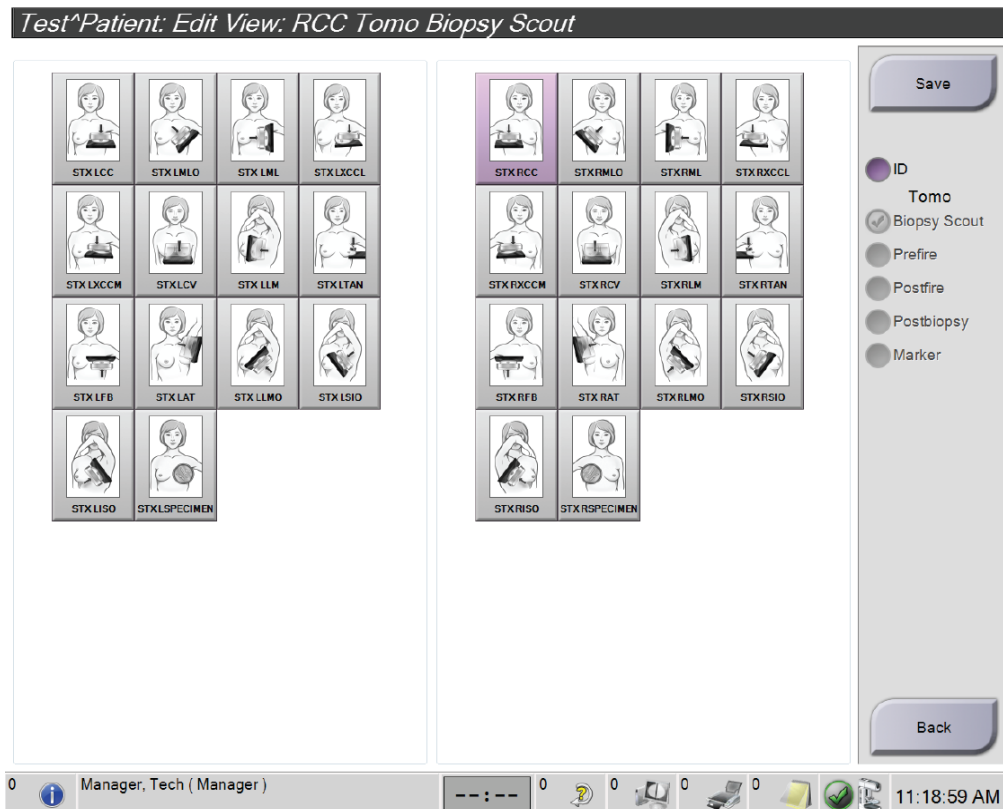 Test^Patient: Edit View: RCC Tomo Biopsy Scout
STX LCC STX LMLO STX LML STX LXCCL
STX LXCCM STX LCV STX LLM STX LTAN
STX LFB STX LAT STX LLMO STX LSIO
STX LISO STX LSPECIMEN
STX RCC STX RMLO STX RML STX RXCCL
STX RXCCM STX RCV STX RLM STX RTAN
STX RFB STX RAT STX RLMO STX RSIO
STX RISO STX RSPECIMEN
Save
ID
Tomo
Biopsy Scout
Prefire
Postfire
Postbiopsy
Marker
Back
0 Manager, Tech ( Manager ) --:-- 0 0 0 0 11:18:59 AM